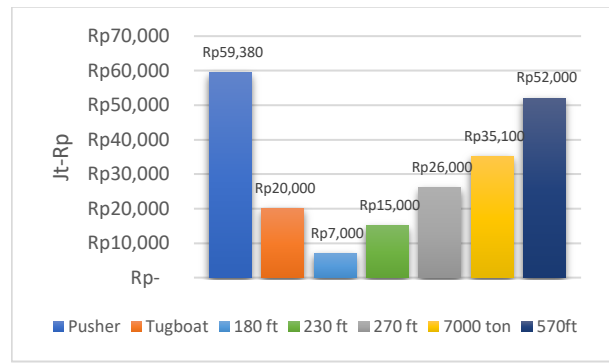 Rp70,000
Rp60,000
Rp50,000
Rp40,000
Rp30,000
Rp20,000
Rp10,000
Rp-
Jt-Rp
Rp59,380
Rp20,000
Rp7,000
Rp15,000
Rp26,000
Rp35,100
Rp52,000
Pusher Tugboat 180 ft 230 ft 270 ft 7000 ton 570ft